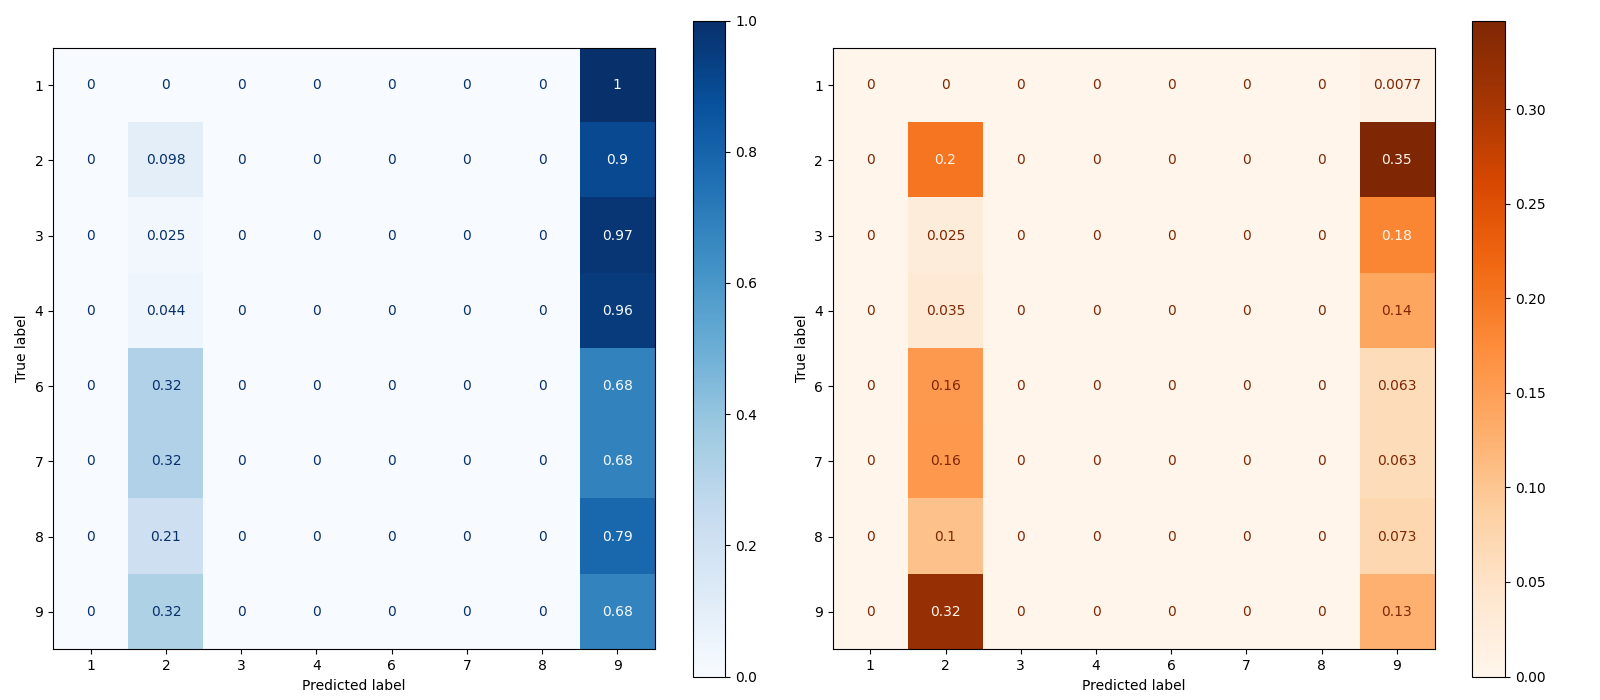 1.0
0.8
0.6
0.4
0.2
0.0
True label
1 0 0 0 0 0 0 0 1
2 0 0.098 0 0 0 0 0 0.9
3 0 0.025 0 0 0 0 0 0.97
4 0 0.044 0 0 0 0 0 0.96
6 0 0.32 0 0 0 0 0 0.68
7 0 0.32 0 0 0 0 0 0.68
8 0 0.21 0 0 0 0 0 0.79
9 0 0.32 0 0 0 0 0 0.68
1 2 3 4 6 7 8 9
Predicted label
True label
1 0 0 0 0 0 0 0 0.0077
2 0 0.2 0 0 0 0 0 0.35
3 0 0.025 0 0 0 0 0 0.18
4 0 0.035 0 0 0 0 0 0.14
6 0 0.16 0 0 0 0 0 0.063
7 0 0.16 0 0 0 0 0 0.063
8 0 0.1 0 0 0 0 0 0.073
9 0 0.32 0 0 0 0 0 0.13
1 2 3 4 6 7 8 9
Predicted label
0.30
0.25
0.20
0.15
0.10
0.05
0.00